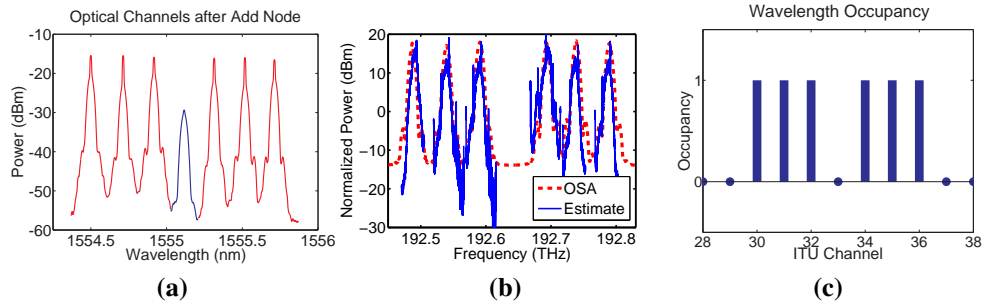 Optical Channels after Add Node
-10
-20
-30
-40
-50
-60
Power (dBm)
1554.5
1555
1555.5
1556
Wavelength (nm)
(a)
20
10
0
−10
−20
−30
Normalized Power (dBm)
OSA
Estimate
192.5
192.6
192.7
192.8
Frequency (THz)
(b)
Wavelength Occupancy
1
0
Occupancy
28
30
32
34
36
38
ITU Channel
(c)